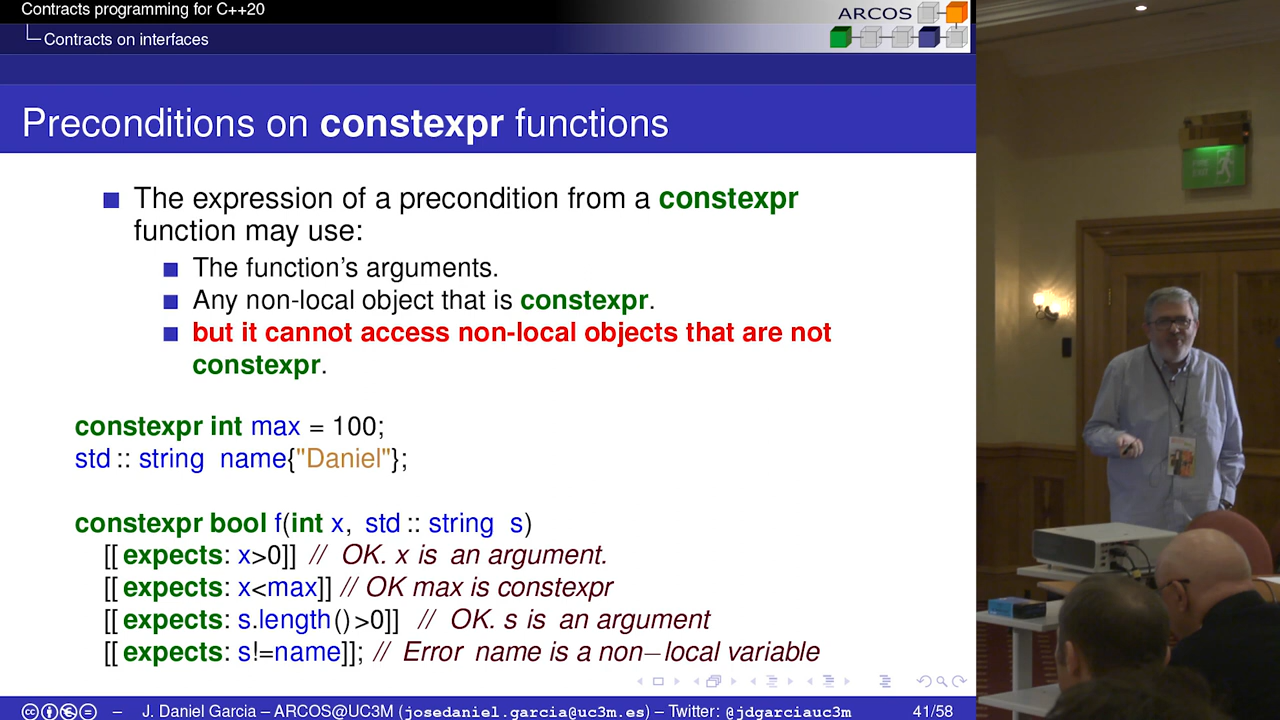 Contracts programming for C++20
Contracts on interfaces
ARCOS
Preconditions on constexpr functions
The expression of a precondition from a constexpr
function may use:
The function's arguments.
Any non-local object that is constexpr.
but it cannot access non-local objects that are not
constexpr.
constexpr int max = 100;
std :: string name{"Daniel"};
constexpr bool f(int x, std :: string s)
[[ expects: x>0]] // OK. x is an argument.
[[ expects: x<max]] // OK max is constexpr
[[ expects: s.length()>0]] // OK. s is an argument
[[ expects: s!=name]]; // Error name is a non-local variable
– J. Daniel Garcia – ARCOS@UC3M (josedaniel.garcia@uc3m.es) – Twitter: @jdgarciauc3m 41/58